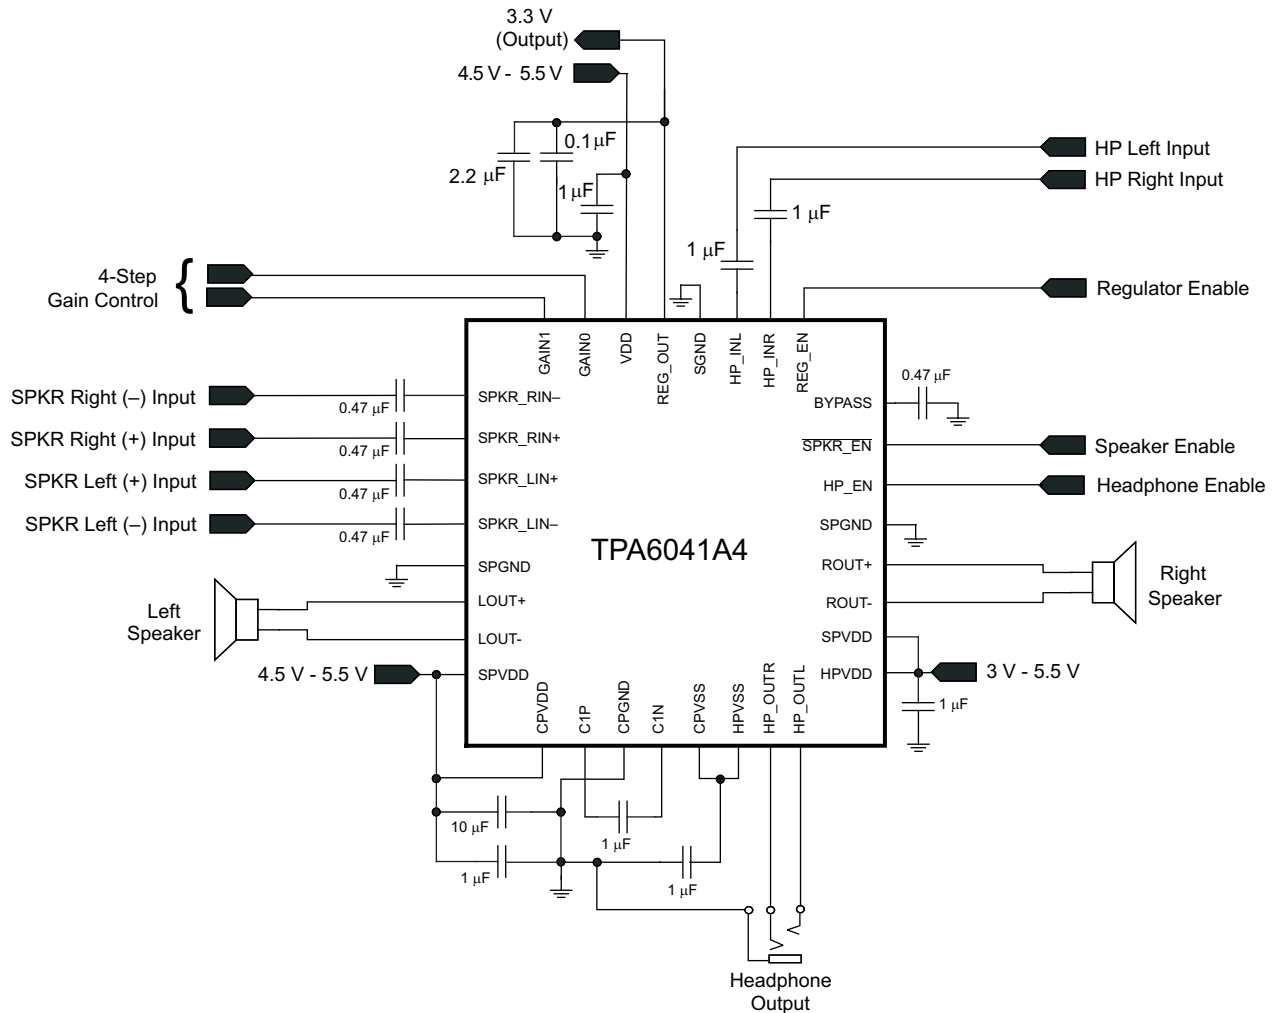 3.3 V
(Output)
4.5 V - 5.5 V
0.1 μF
2.2 μF
1 μF
HP Left Input
HP Right Input
1 μF
1 μF
4-Step
Gain Control
{
Regulator Enable
GAIN1
GAIN0
VDD
REG_OUT
SGND
HP_INL
HP_INR
REG_EN
SPKR Right (–) Input
0.47 μF
SPKR_RIN–
BYPASS
0.47 μF
SPKR Right (+) Input
0.47 μF
SPKR_RIN+
SPKR_EN
Speaker Enable
SPKR Left (+) Input
0.47 μF
SPKR_LIN+
HP_EN
Headphone Enable
SPKR Left (–) Input
0.47 μF
SPKR_LIN–
SPGND
TPA6041A4
SPGND
ROUT+
Right
Speaker
Left
Speaker
LOUT+
ROUT-
LOUT-
SPVDD
4.5 V - 5.5 V
SPVDD
HPVDD
3 V - 5.5 V
1 μF
CPVDD
C1P
CPGND
C1N
CPVSS
HPVSS
HP_OUTR
HP_OUTL
10 μF
1 μF
1 μF
1 μF
Headphone
Output